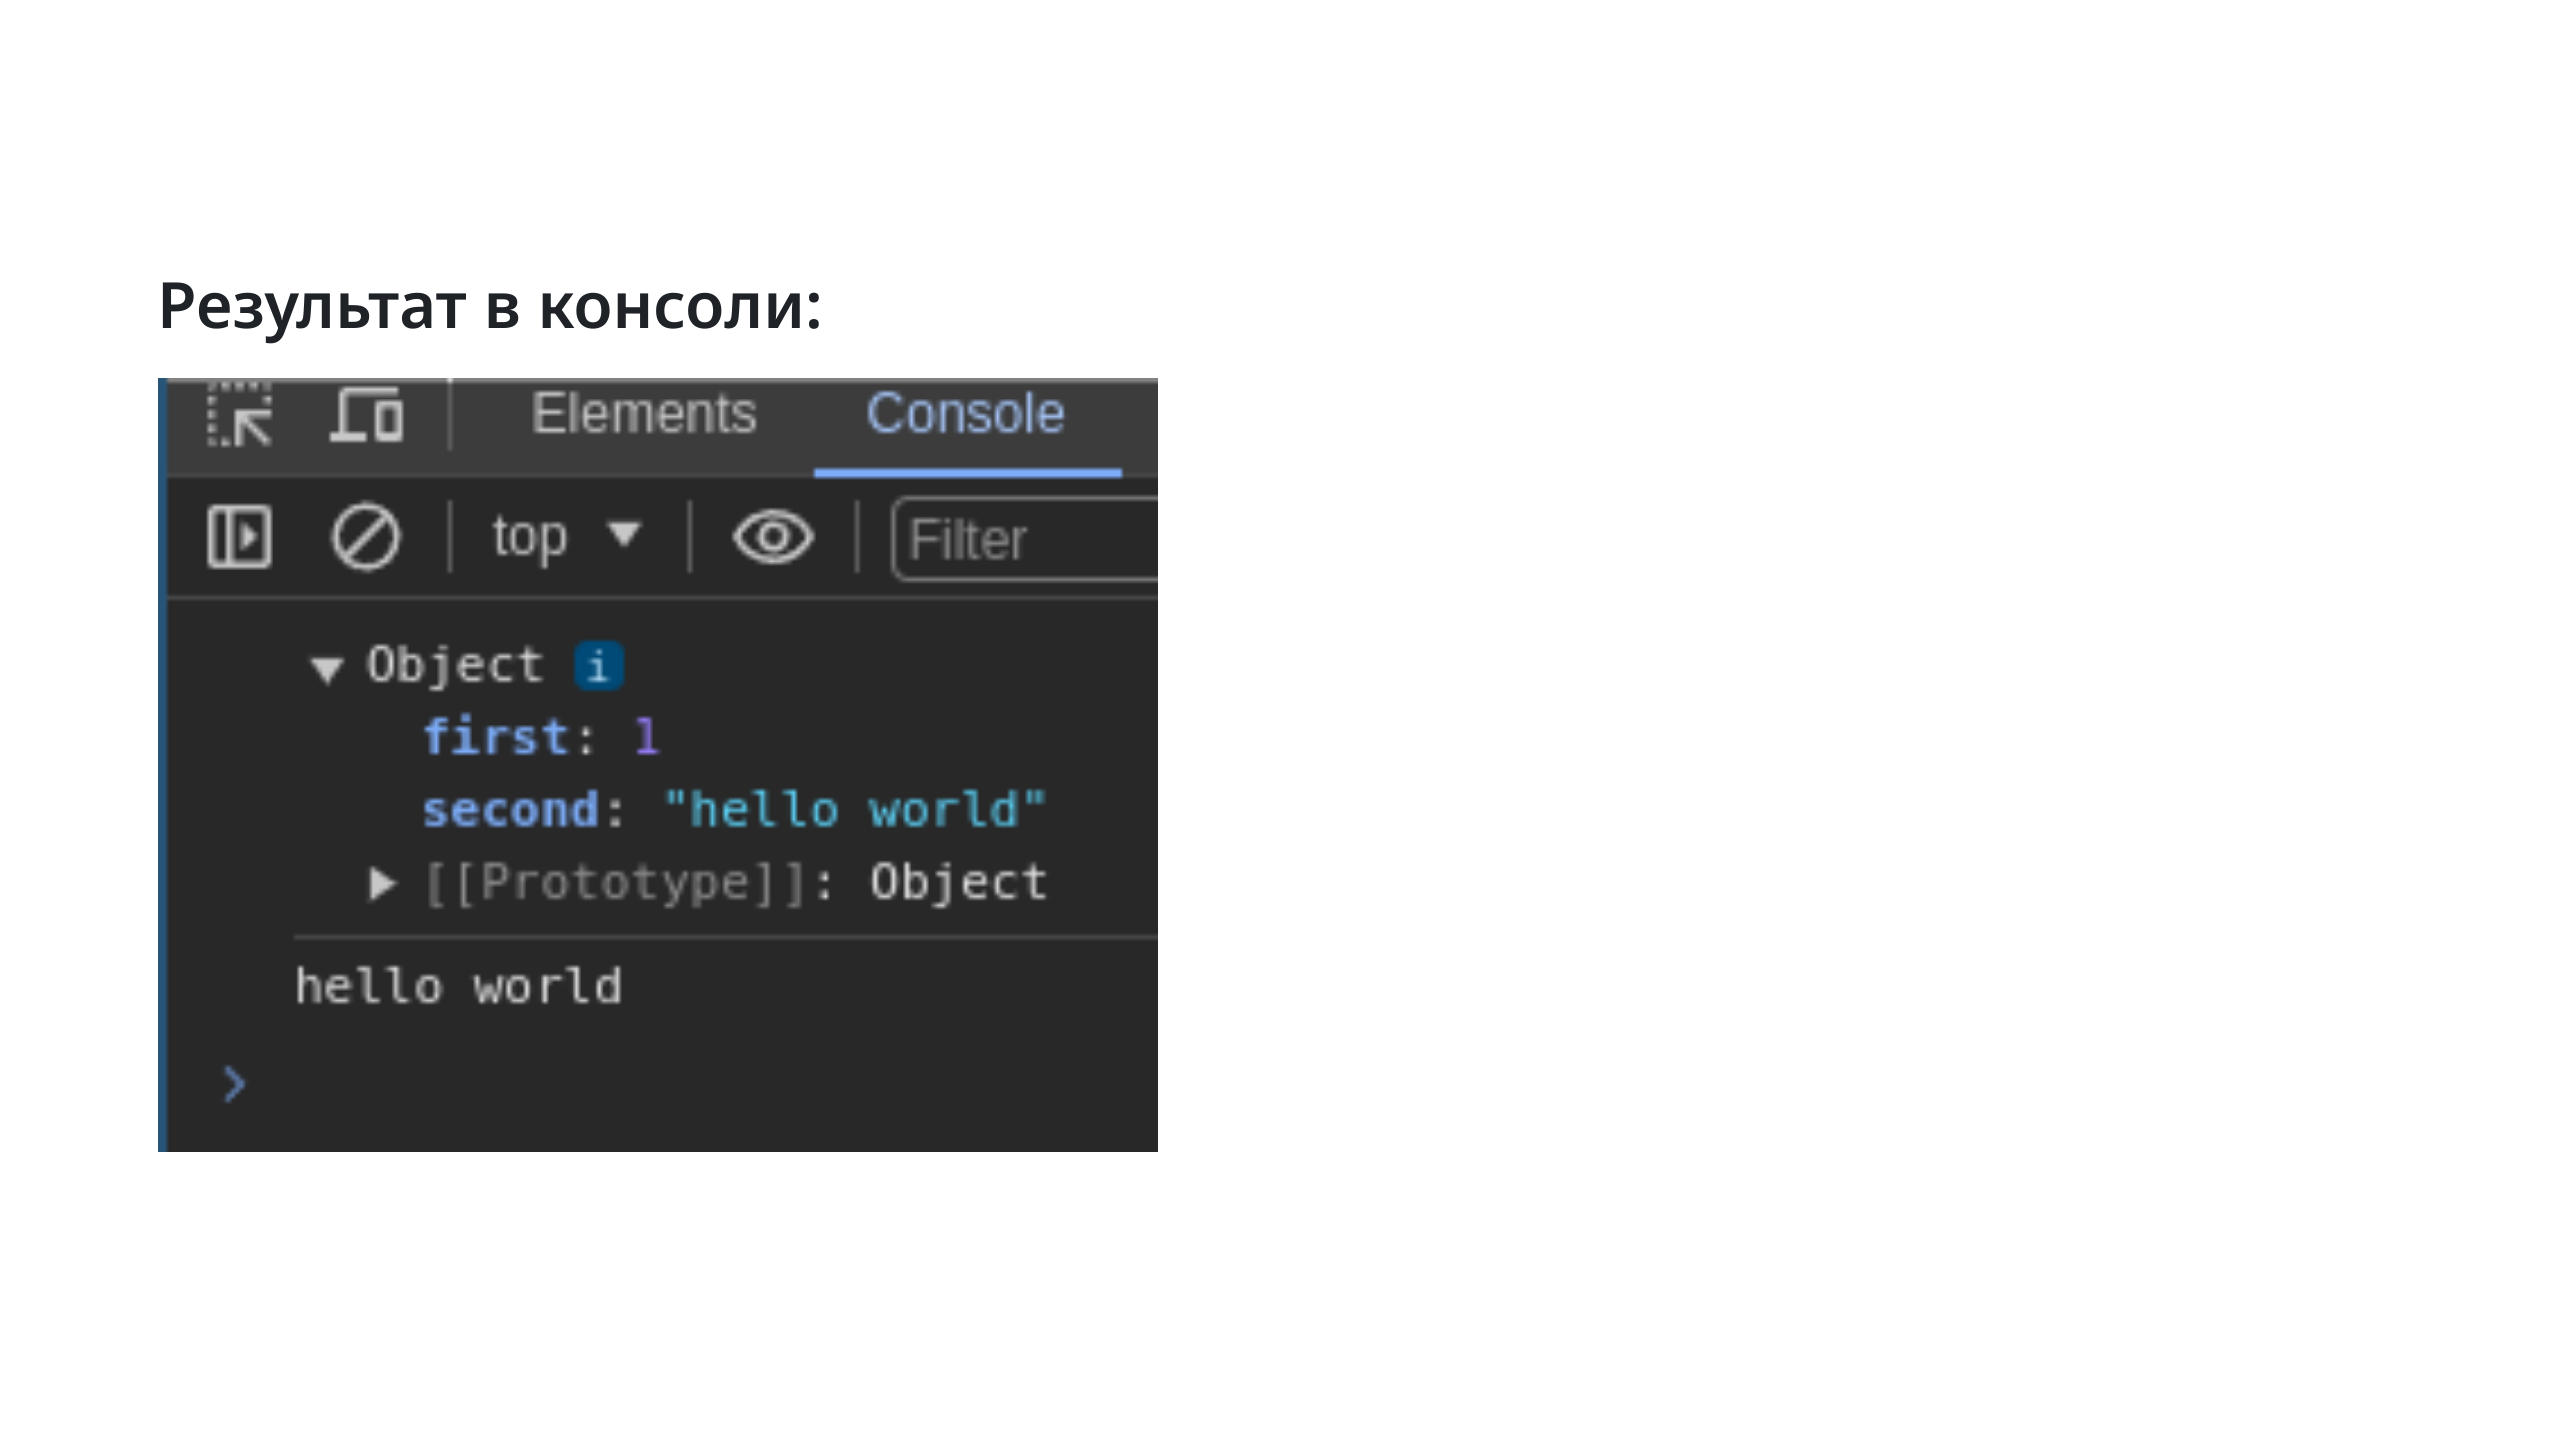 Результат в консоли:
Elements Console
top Filter
Object i
first: 1
second: "hello world"
[[Prototype]]: Object
hello world